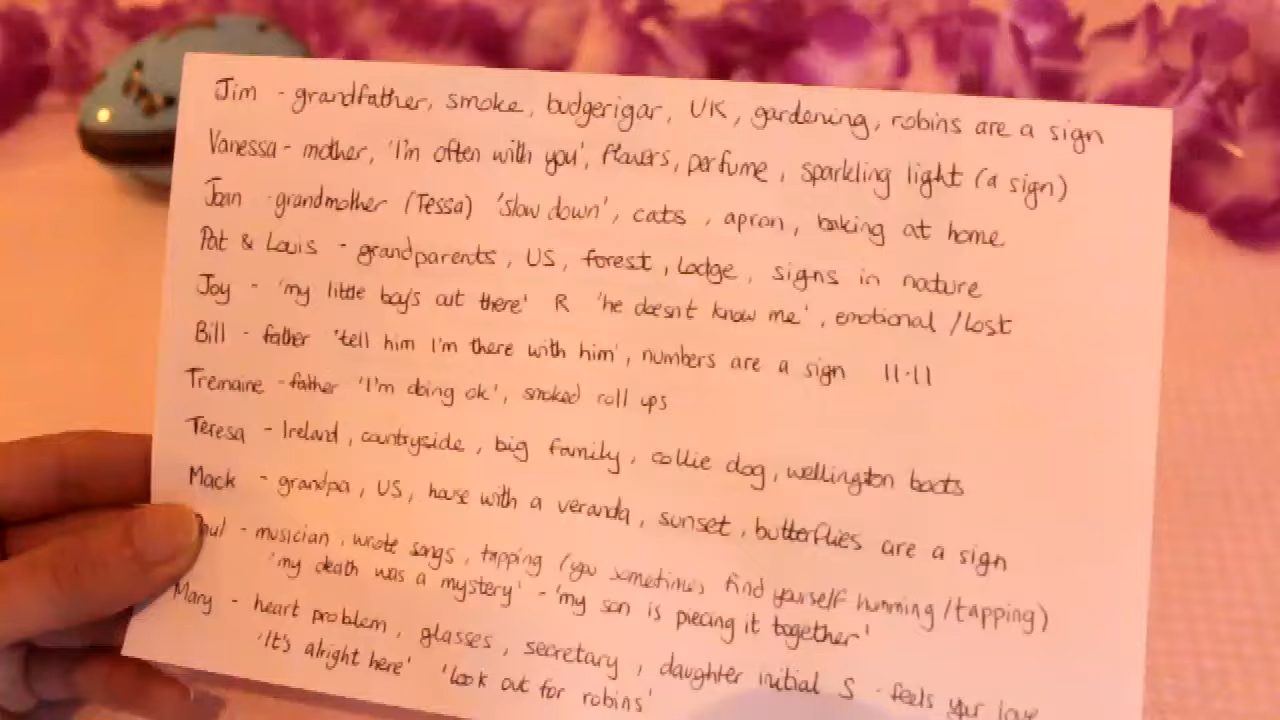 Jim - grandfather, smoke, budgerigar, UK, gardening, robins are a sign
Vanessa - mother, 'I'm often with you', flowers, perfume, sparkling light (a sign)
Joan - grandmother (Tessa) 'slow down', cats, apron, baking at home
Pat & Louis - grandparents, US, forest, Lodge, signs in nature
Joy - 'my little boy's out there' R 'he doesn't know me', emotional / Lost
Bill - father 'tell him I'm there with him', numbers are a sign 11.11
Tremaine - father 'I'm doing ok', smoked roll ups
Teresa - Ireland, countryside, big family, collie dog, wellington boots
Mack - grandpa, US, house with a veranda, sunset, butterflies are a sign
Paul - musician, wrote songs, tapping (you sometimes find yourself humming / tapping)
'my death was a mystery' - 'my son is piecing it together'
Mary - heart problem, glasses, secretary, daughter initial S - feels your love
'It's alright here' 'look out for robins'